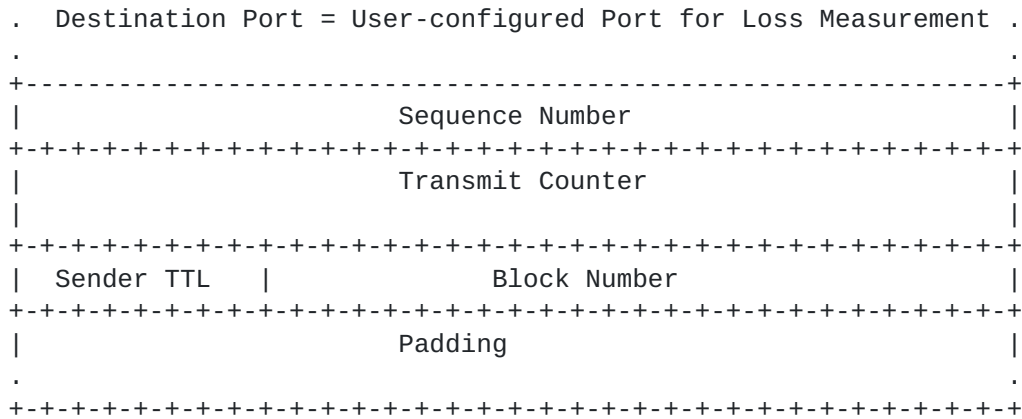 .  Destination Port = User-configured Port for Loss Measurement .
.                                                               .
+---------------------------------------------------------------+
|                        Sequence Number                        |
+-+-+-+-+-+-+-+-+-+-+-+-+-+-+-+-+-+-+-+-+-+-+-+-+-+-+-+-+-+-+-+-+
|                        Transmit Counter                       |
|                                                               |
+-+-+-+-+-+-+-+-+-+-+-+-+-+-+-+-+-+-+-+-+-+-+-+-+-+-+-+-+-+-+-+-+
|  Sender TTL   |              Block Number                     |
+-+-+-+-+-+-+-+-+-+-+-+-+-+-+-+-+-+-+-+-+-+-+-+-+-+-+-+-+-+-+-+-+
|                        Padding                                |
.                                                               .
+-+-+-+-+-+-+-+-+-+-+-+-+-+-+-+-+-+-+-+-+-+-+-+-+-+-+-+-+-+-+-+-+